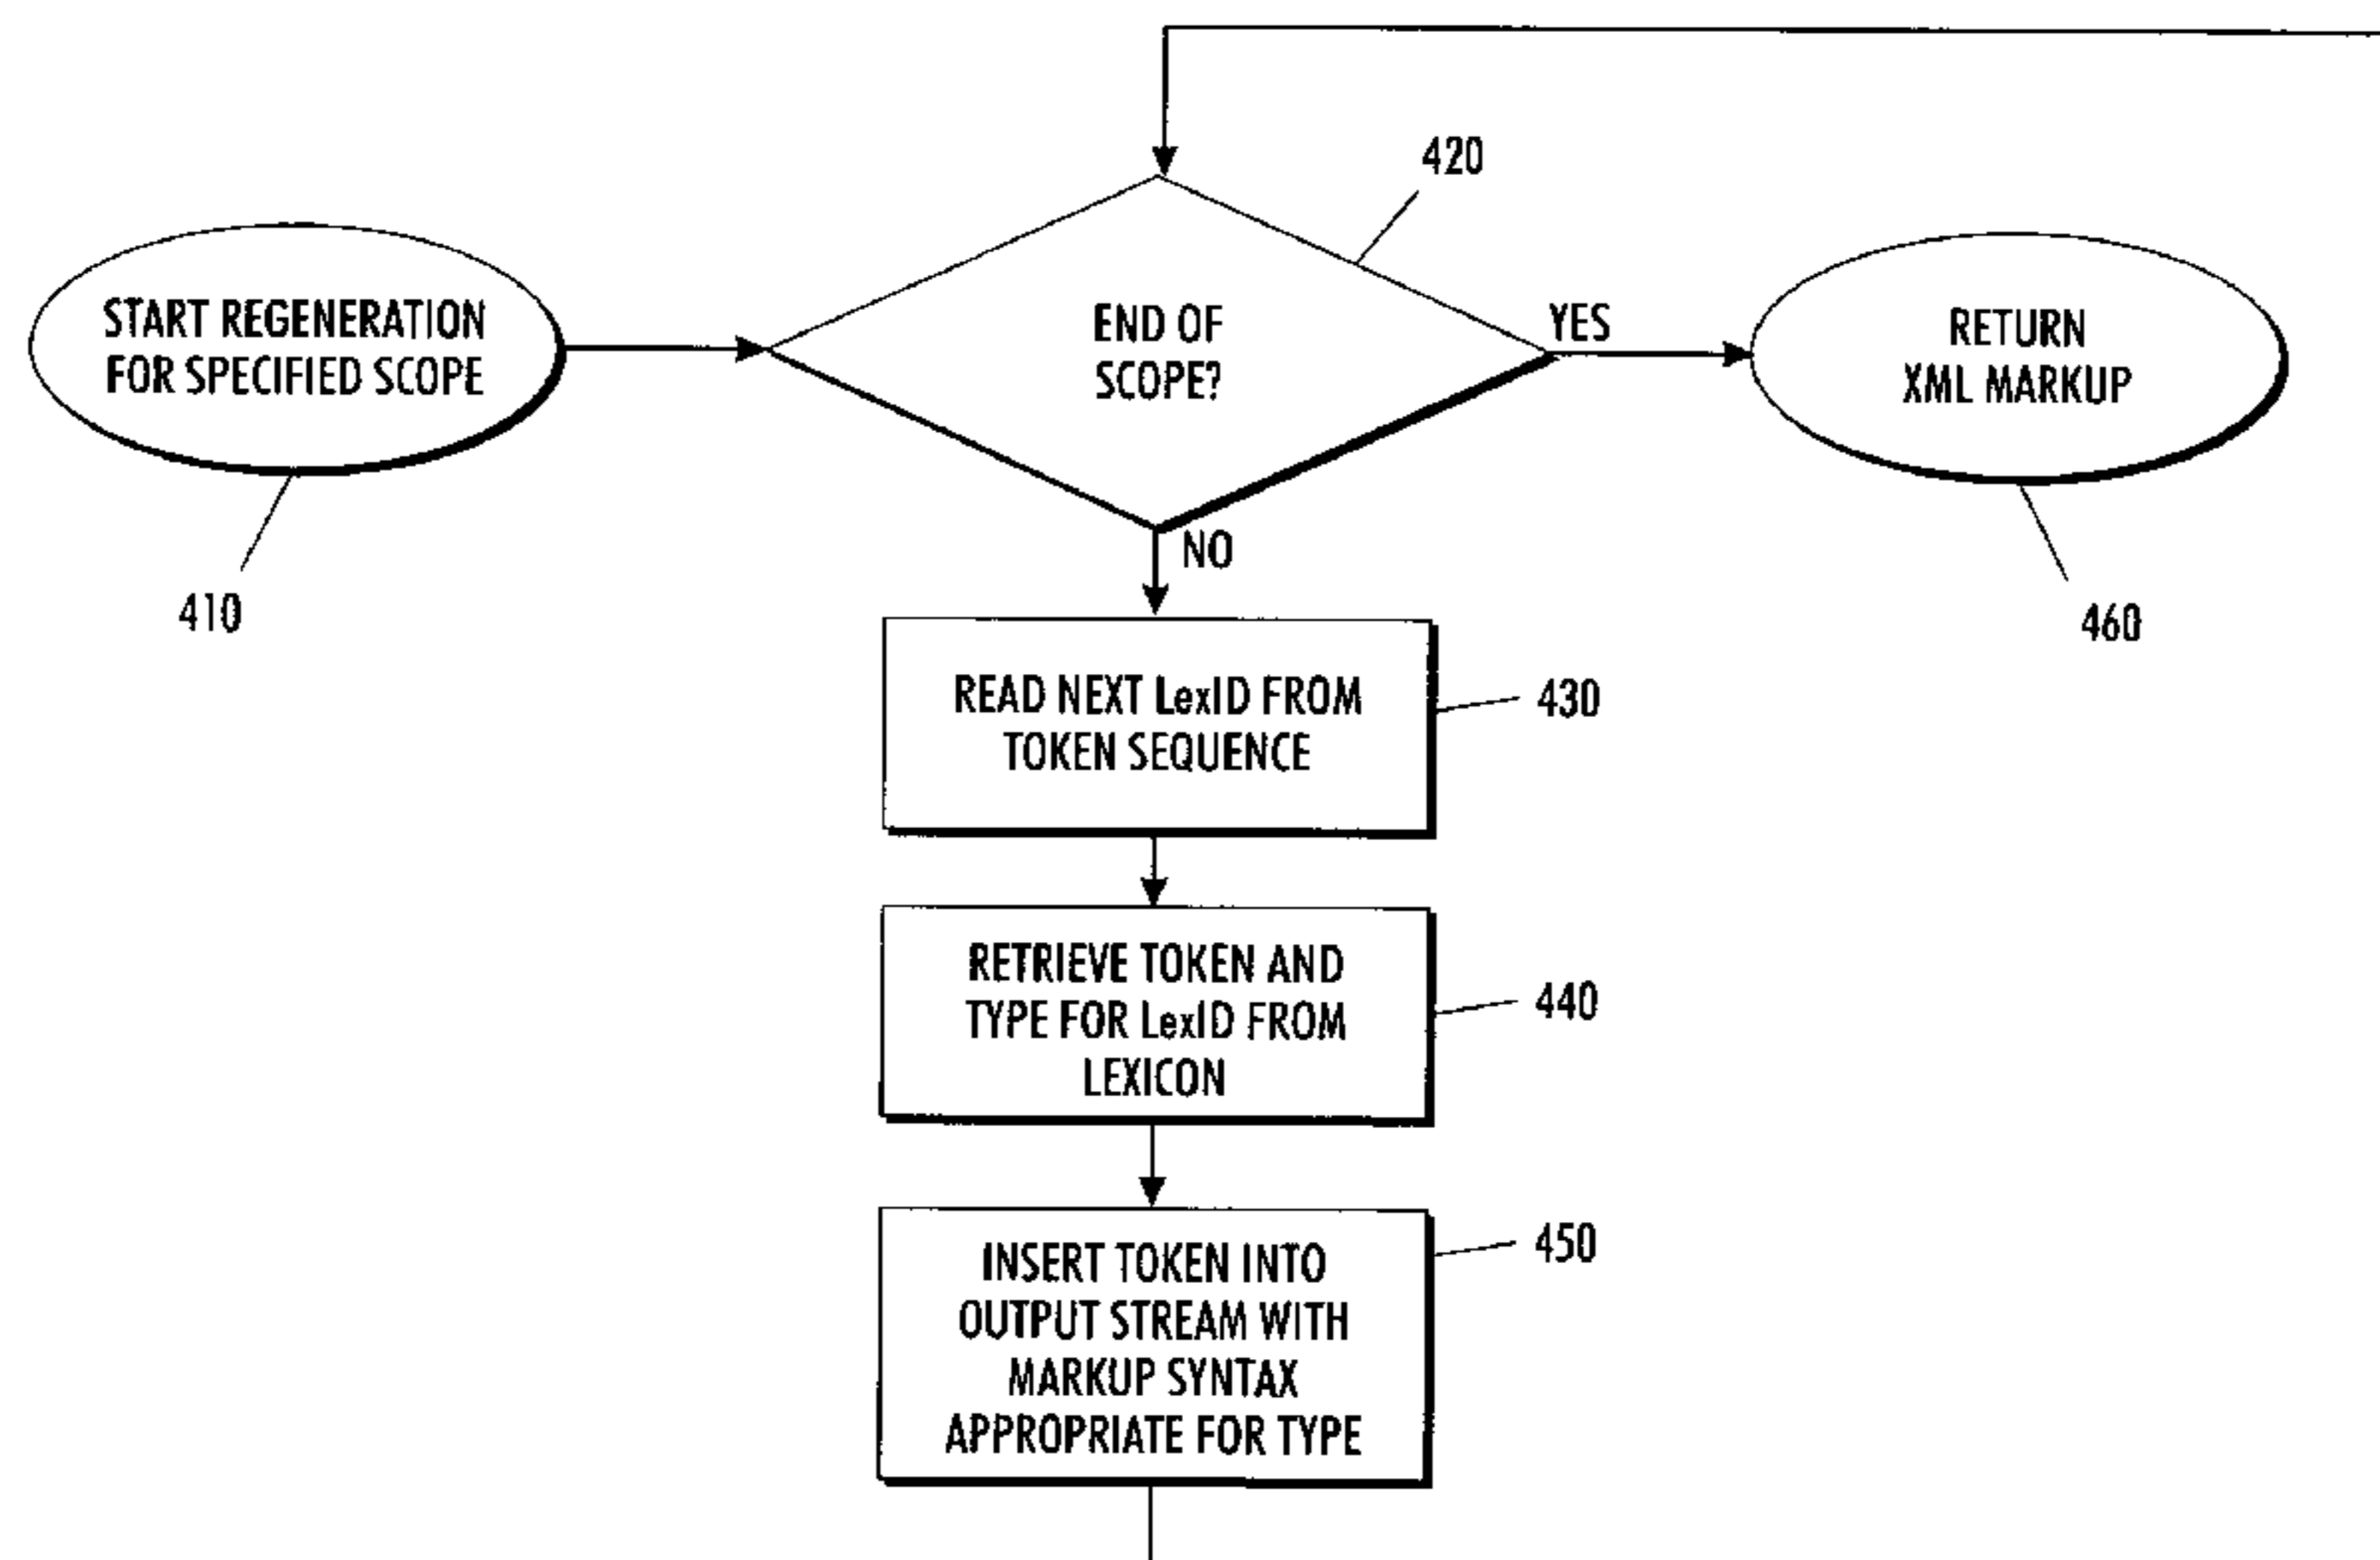 420
START REGENERATION
FOR SPECIFIED SCOPE
410
END OF
SCOPE?
YES
RETURN
XML MARKUP
460
NO
READ NEXT LexID FROM
TOKEN SEQUENCE
430
RETRIEVE TOKEN AND
TYPE FOR LexID FROM
LEXICON
440
INSERT TOKEN INTO
OUTPUT STREAM WITH
MARKUP SYNTAX
APPROPRIATE FOR TYPE
450